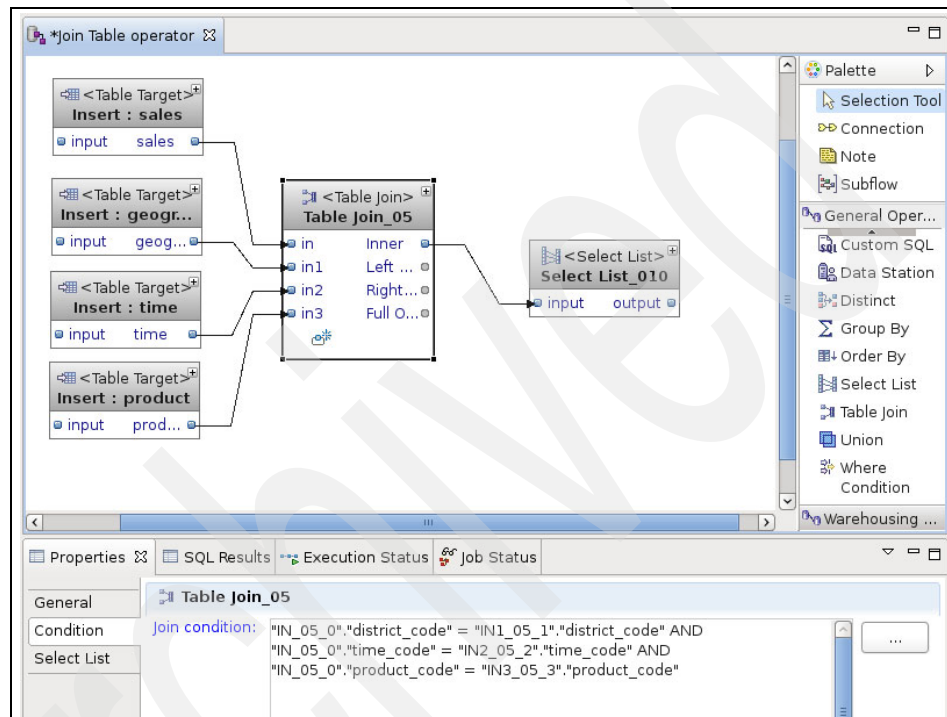 *Join Table operator
<Table Target>
Insert : sales
input sales
<Table Target>
Insert : geogr...
input geog...
<Table Target>
Insert : time
input time
<Table Target>
Insert : product
input prod...
<Table Join>
Table Join_05
in Inner
in1 Left ...
in2 Right...
in3 Full O...
<Select List>
Select List_010
input output
Palette
Selection Tool
Connection
Note
Subflow
General Oper...
Custom SQL
Data Station
Distinct
Group By
Order By
Select List
Table Join
Union
Where
Condition
Warehousing ...
Properties SQL Results Execution Status Job Status
General
Condition
Select List
Table Join_05
Join condition:
"IN_05_0"."district_code" = "IN1_05_1"."district_code" AND
"IN_05_0"."time_code" = "IN2_05_2"."time_code" AND
"IN_05_0"."product_code" = "IN3_05_3"."product_code"
...